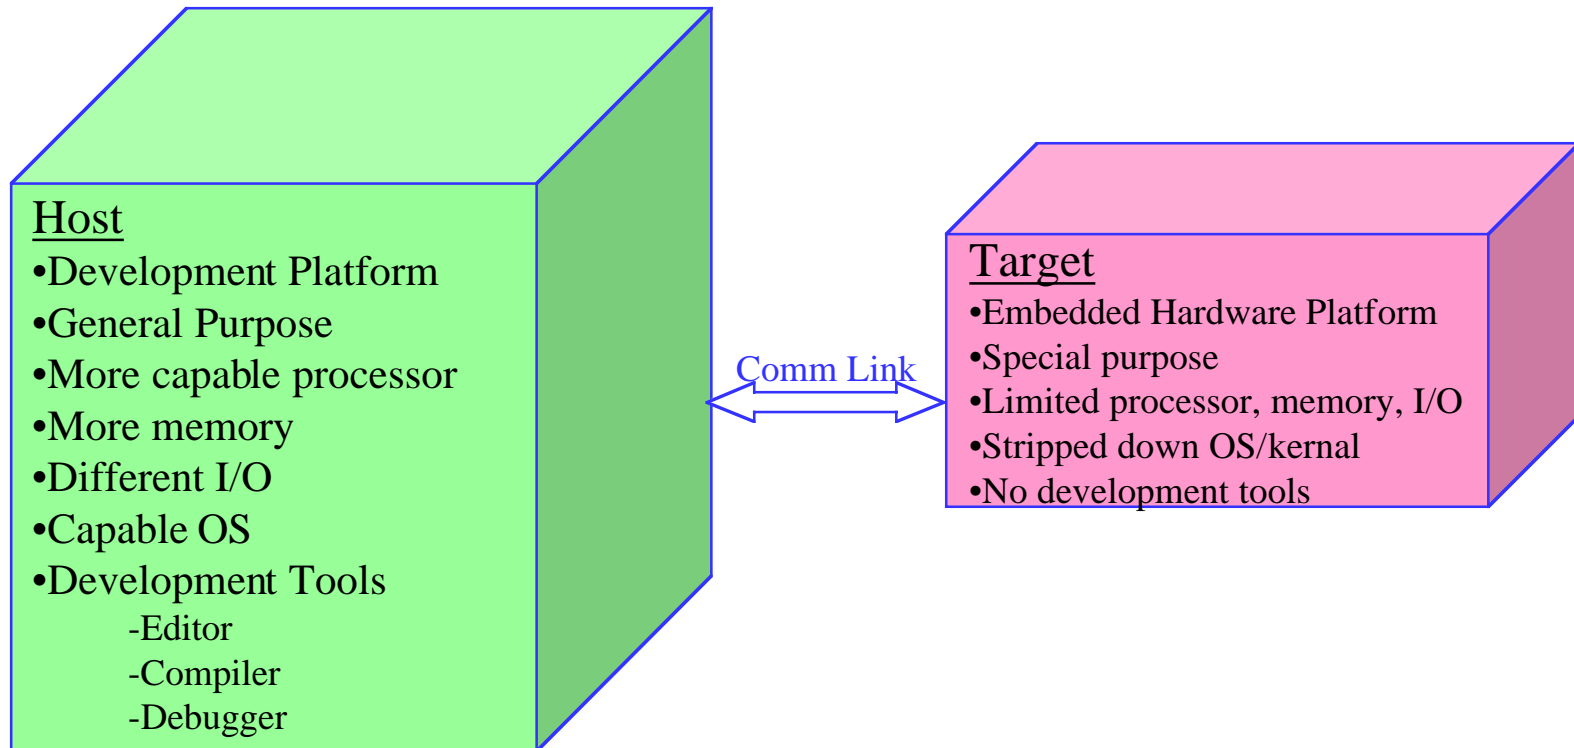 Host
•Development Platform
•General Purpose
•More capable processor
•More memory
•Different I/O
•Capable OS
•Development Tools
-Editor
-Compiler
-Debugger
Comm Link
Target
•Embedded Hardware Platform
•Special purpose
•Limited processor, memory, I/O
•Stripped down OS/kernal
•No development tools